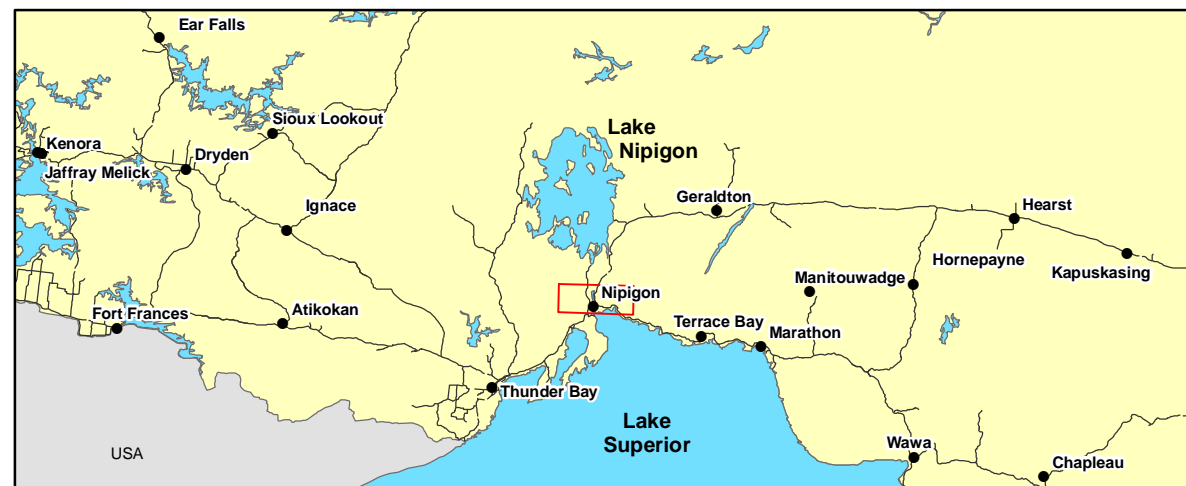 Ear Falls
Sioux Lookout
Lake
Nipigon
Kenora
Dryden
Jaffray Melick
Geraldton
Ignace
Hearst
Hornepayne
Kapuskasing
Manitouwadge
Nipigon
Atikokan
Fort Frances
Terrace Bay
Marathon
Thunder Bay
Lake
Superior
Wawa
USA
Chapleau